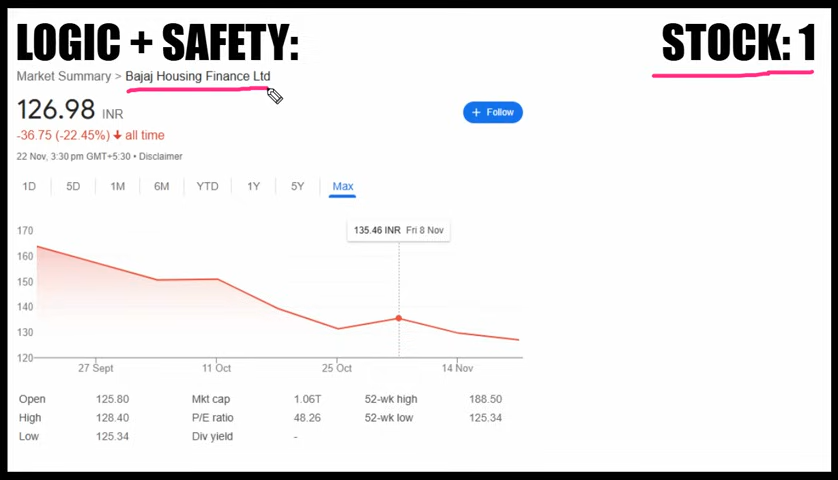 LOGIC + SAFETY: STOCK: 1
Market Summary > Bajaj Housing Finance Ltd
126.98 INR + Follow
-36.75 (-22.45%) ↓ all time
22 Nov, 3:30 pm GMT+5:30 • Disclaimer
1D 5D 1M 6M YTD 1Y 5Y Max
135.46 INR Fri 8 Nov
170
160
150
140
130
120
27 Sept 11 Oct 25 Oct 14 Nov
Open 125.80 Mkt cap 1.06T 52-wk high 188.50
High 128.40 P/E ratio 48.26 52-wk low 125.34
Low 125.34 Div yield -